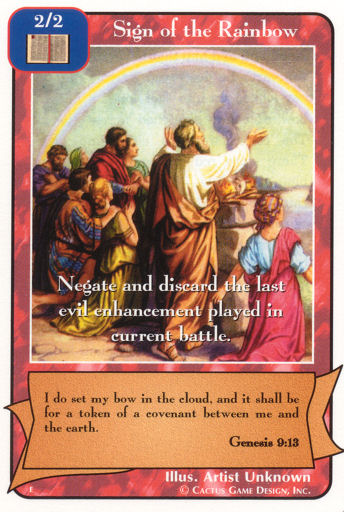 2/2
Sign of the Rainbow
Negate and discard the last
evil enhancement played in
current battle.
I do set my bow in the cloud, and it shall be
for a token of a covenant between me and
the earth.
Genesis 9:13
Illus. Artist Unknown
E
© Cactus Game Design, Inc.